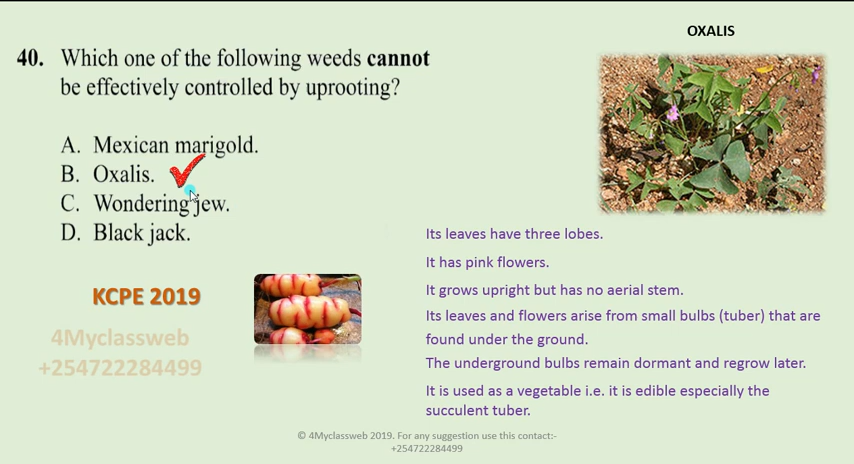 OXALIS
40. Which one of the following weeds cannot
be effectively controlled by uprooting?
A. Mexican marigold.
B. Oxalis.
C. Wondering jew.
D. Black jack.
Its leaves have three lobes.
It has pink flowers.
It grows upright but has no aerial stem.
Its leaves and flowers arise from small bulbs (tuber) that are
found under the ground.
The underground bulbs remain dormant and regrow later.
It is used as a vegetable i.e. it is edible especially the
succulent tuber.
KCPE 2019
4Myclassweb
+254722284499
© 4Myclassweb 2019. For any suggestion use this contact:-
+254722284499